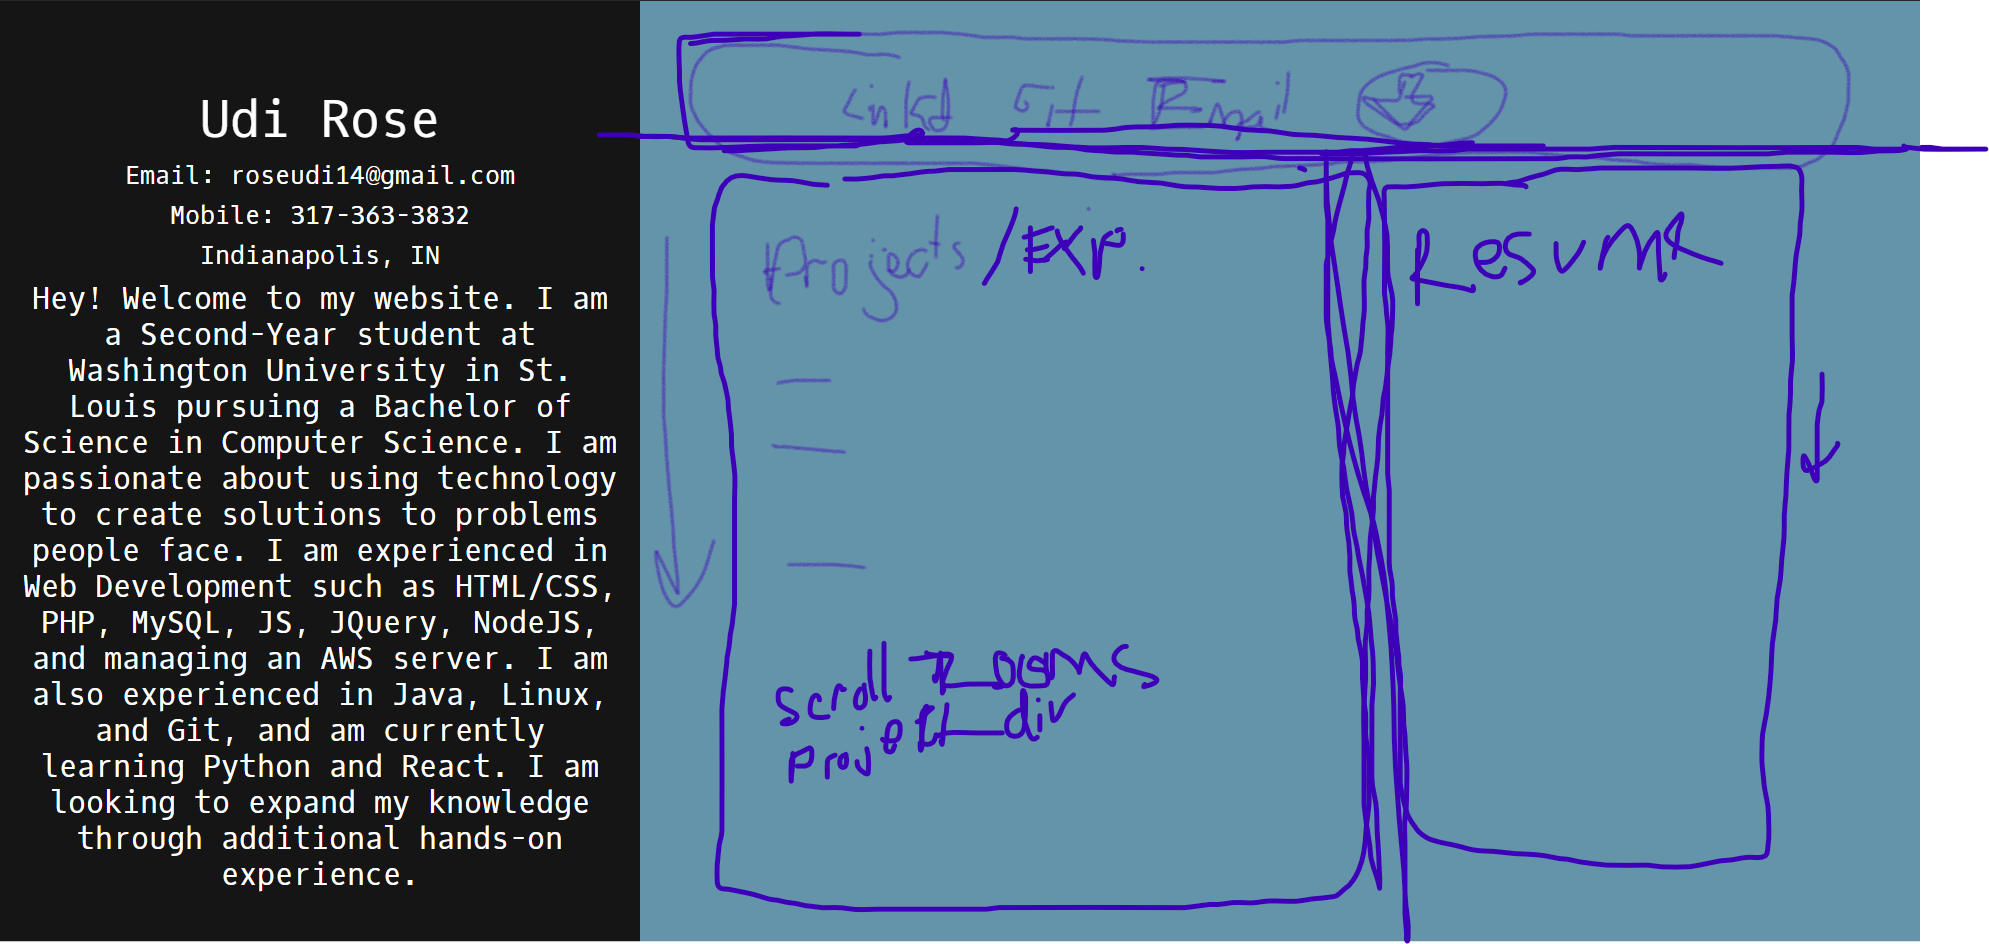 Udi Rose
Email: roseudi14@gmail.com
Mobile: 317-363-3832
Indianapolis, IN
Hey! Welcome to my website. I am
a Second-Year student at
Washington University in St.
Louis pursuing a Bachelor of
Science in Computer Science. I am
passionate about using technology
to create solutions to problems
people face. I am experienced in
Web Development such as HTML/CSS,
PHP, MySQL, JS, JQuery, NodeJS,
and managing an AWS server. I am
also experienced in Java, Linux,
and Git, and am currently
learning Python and React. I am
looking to expand my knowledge
through additional hands-on
experience.
Linkd Git Email
Projects /Exp.
Resume
scroll
project div